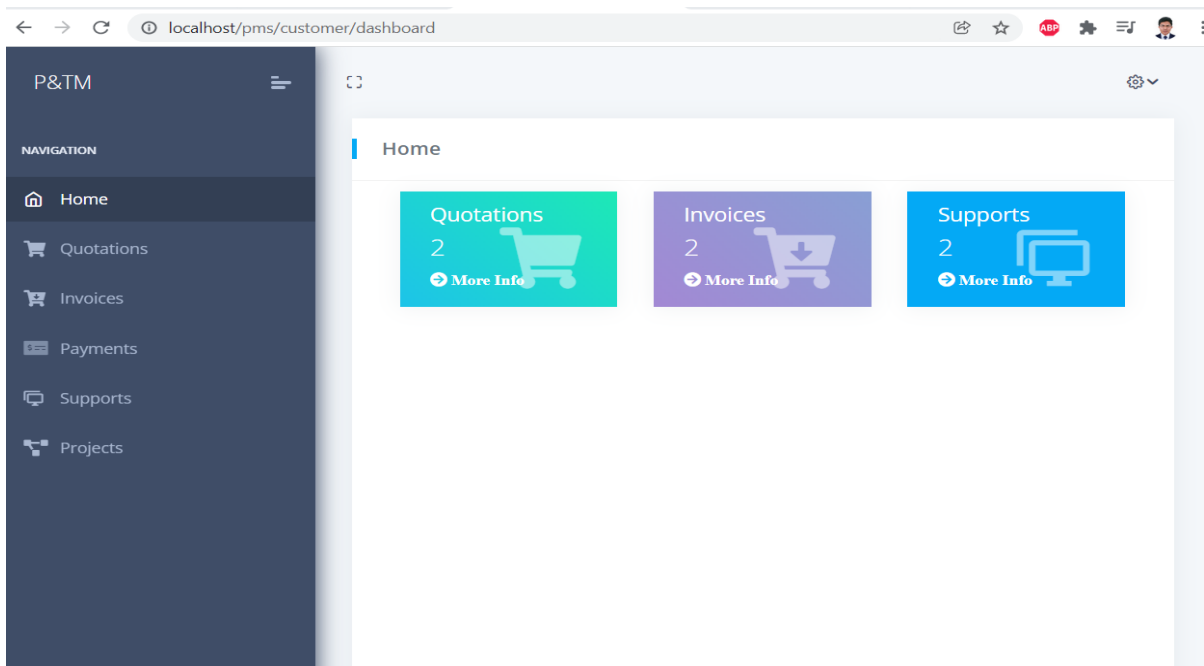 localhost/pms/customer/dashboard
ABP
P&TM
NAVIGATION
Home
Quotations
Invoices
Payments
Supports
Projects
Home
Quotations
2
More Info
Invoices
2
More Info
Supports
2
More Info